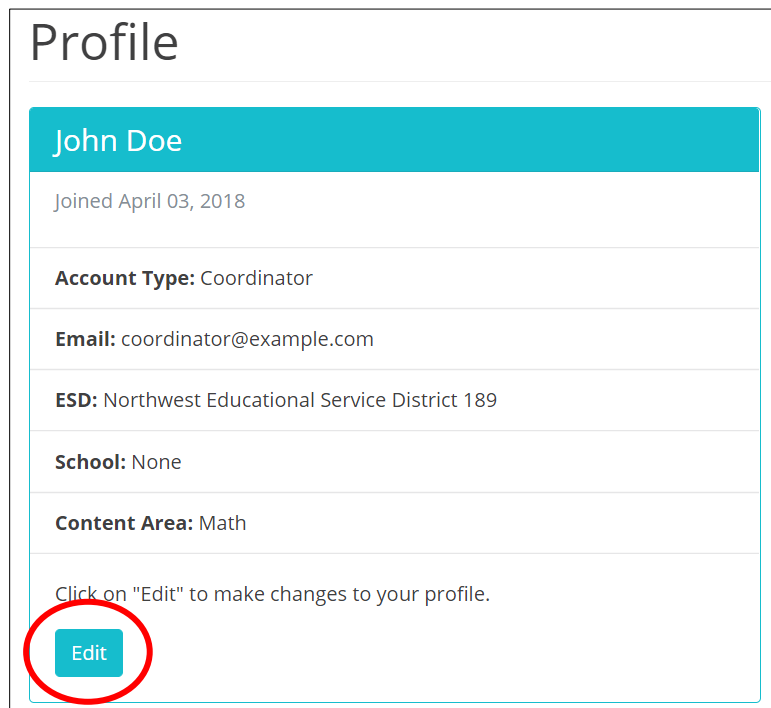 Profile
John Doe
Joined April 03, 2018
Account Type: Coordinator
Email: coordinator@example.com
ESD: Northwest Educational Service District 189
School: None
Content Area: Math
Click on "Edit" to make changes to your profile.
Edit